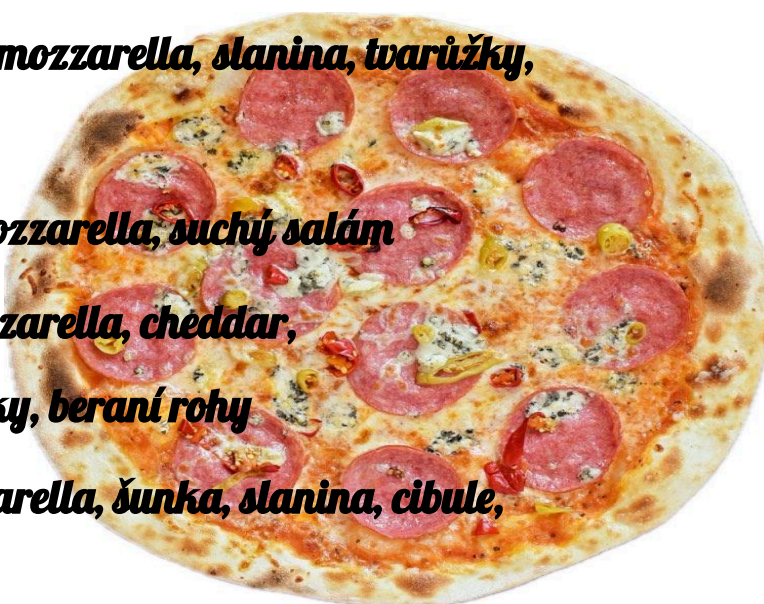 mozzarella, slanina, tvarůžky,
ozzarella, suchý salám
zarella, cheddar,
ky, beraní rohy
arella, šunka, slanina, cibule,